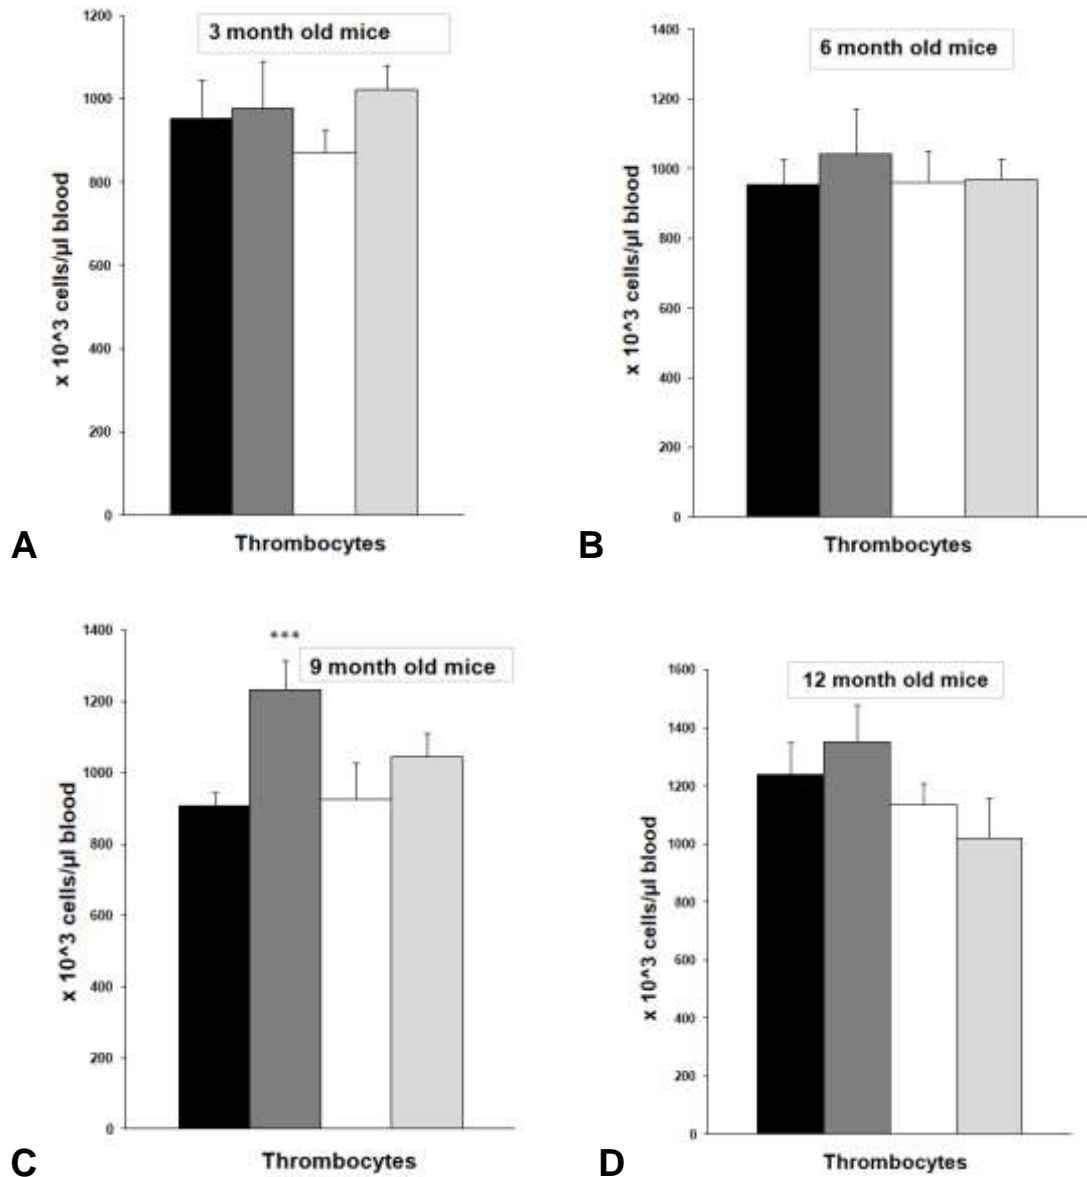 1200
3 month old mice
1000
800
600
400
200
0
x 10^3 cells/µl blood
Thrombocytes
A
1400
6 month old mice
1200
1000
800
600
400
200
0
x 10^3 cells/µl blood
Thrombocytes
B
1400
***
9 month old mice
1200
1000
800
600
400
200
0
x 10^3 cells/µl blood
Thrombocytes
C
1600
12 month old mice
1400
1200
1000
800
600
400
200
0
x 10^3 cells/µl blood
Thrombocytes
D